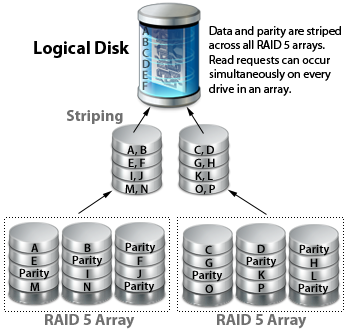 Logical Disk
A
B
C
D
E
F
Data and parity are striped
across all RAID 5 arrays.
Read requests can occur
simultaneously on every
drive in an array.
Striping
A, B
E, F
I, J
M, N
C, D
G, H
K, L
O, P
A
E
Parity
M
B
Parity
I
N
Parity
F
J
Parity
C
G
Parity
O
D
Parity
K
P
Parity
H
L
Parity
RAID 5 Array
RAID 5 Array